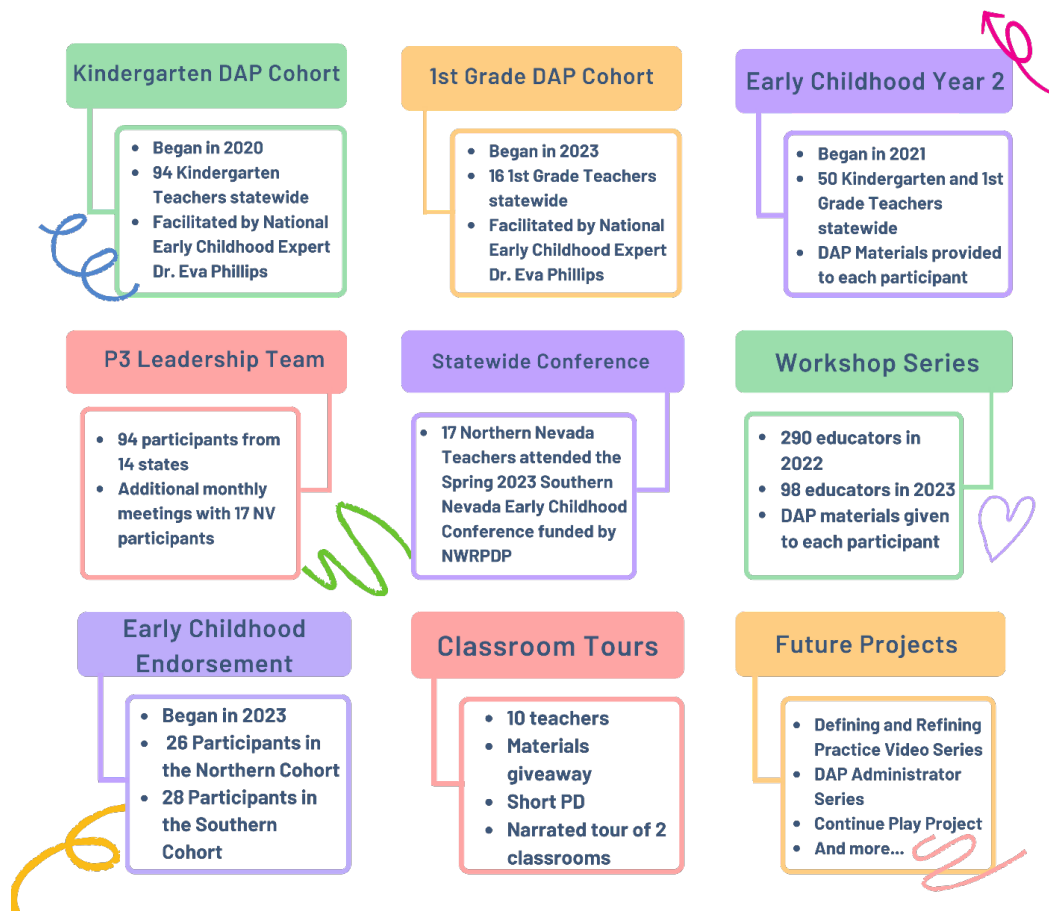 Kindergarten DAP Cohort
• Began in 2020
• 94 Kindergarten
Teachers statewide
• Facilitated by National
Early Childhood Expert
Dr. Eva Phillips
1st Grade DAP Cohort
• Began in 2023
• 16 1st Grade Teachers
statewide
• Facilitated by National
Early Childhood Expert
Dr. Eva Phillips
Early Childhood Year 2
• Began in 2021
• 50 Kindergarten and 1st
Grade Teachers
statewide
• DAP Materials provided
to each participant
P3 Leadership Team
• 94 participants from
14 states
• Additional monthly
meetings with 17 NV
participants
Statewide Conference
• 17 Northern Nevada
Teachers attended the
Spring 2023 Southern
Nevada Early Childhood
Conference funded by
NWRPDP
Workshop Series
• 290 educators in
2022
• 98 educators in 2023
• DAP materials given
to each participant
Early Childhood
Endorsement
• Began in 2023
• 26 Participants in
the Northern Cohort
• 28 Participants in
the Southern
Cohort
Classroom Tours
• 10 teachers
• Materials
giveaway
• Short PD
• Narrated tour of 2
classrooms
Future Projects
• Defining and Refining
Practice Video Series
• DAP Administrator
Series
• Continue Play Project
• And more...